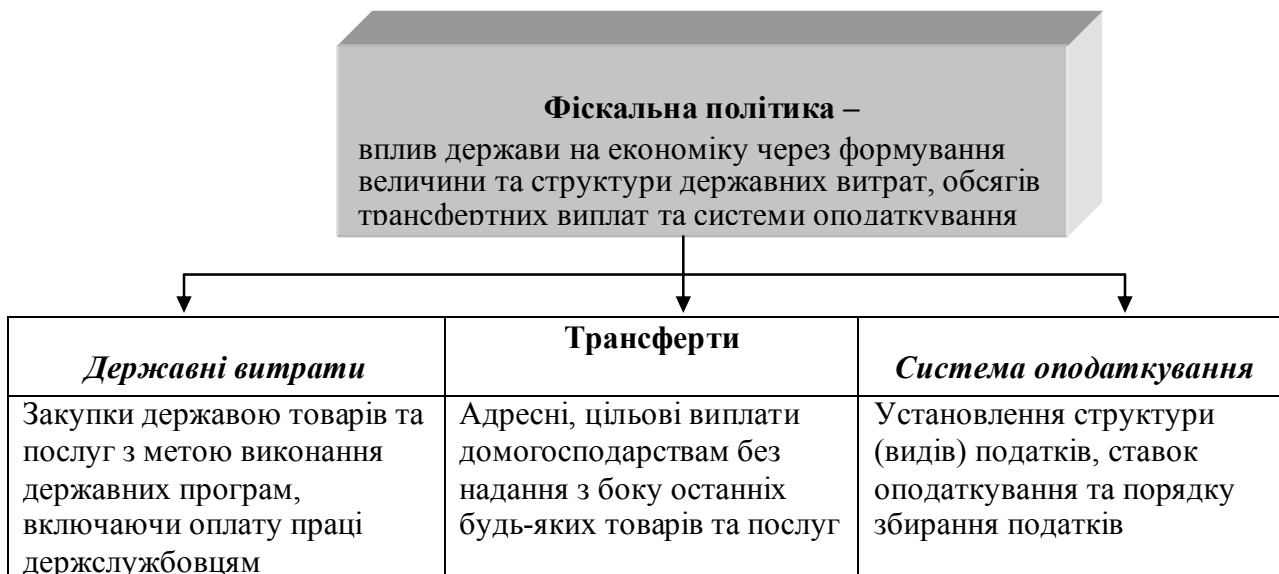 Фіскальна політика –
вплив держави на економіку через формування
величини та структури державних витрат, обсягів
трансфертних виплат та системи оподаткування
Державні витрати
Трансферти
Система оподаткування
Закупки державою товарів та
послуг з метою виконання
державних програм,
включаючи оплату праці
держслужбовцям
Адресні, цільові виплати
домогосподарствам без
надання з боку останніх
будь-яких товарів та послуг
Установлення структури
(видів) податків, ставок
оподаткування та порядку
збирання податків